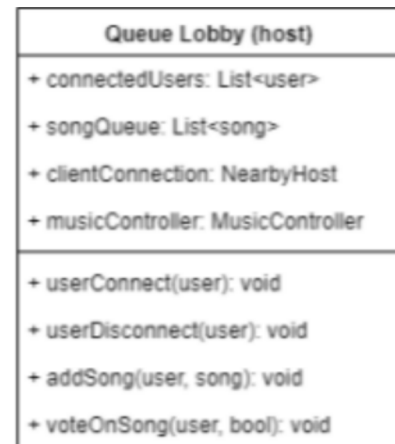 Queue Lobby (host)
+ connectedUsers: List<user>
+ songQueue: List<song>
+ clientConnection: NearbyHost
+ musicController: MusicController
+ userConnect(user): void
+ userDisconnect(user): void
+ addSong(user, song): void
+ voteOnSong(user, bool): void